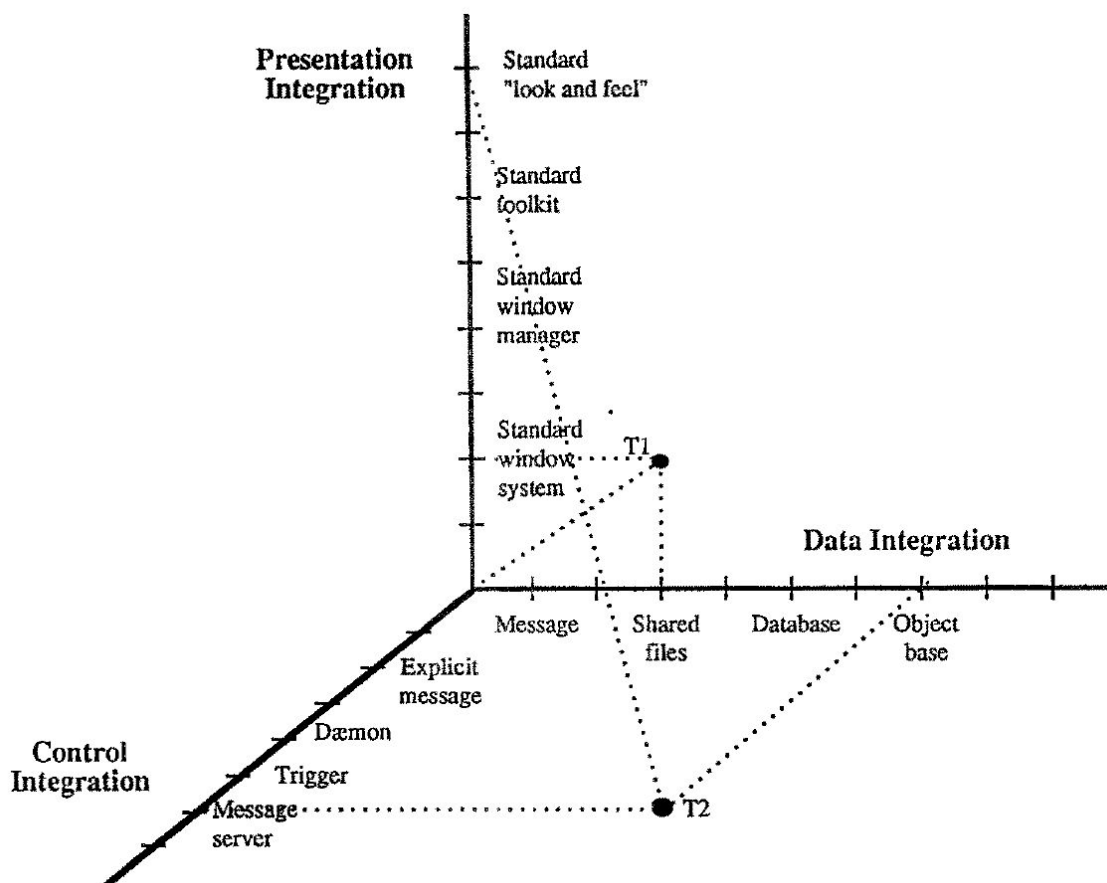 Presentation
Integration
Standard
"look and feel"
Standard
toolkit
Standard
window
manager
Standard
window
system
T1
Data Integration
Message
Shared
files
Database
Object
base
Explicit
message
Dæmon
Control
Integration
Trigger
Message
server
T2